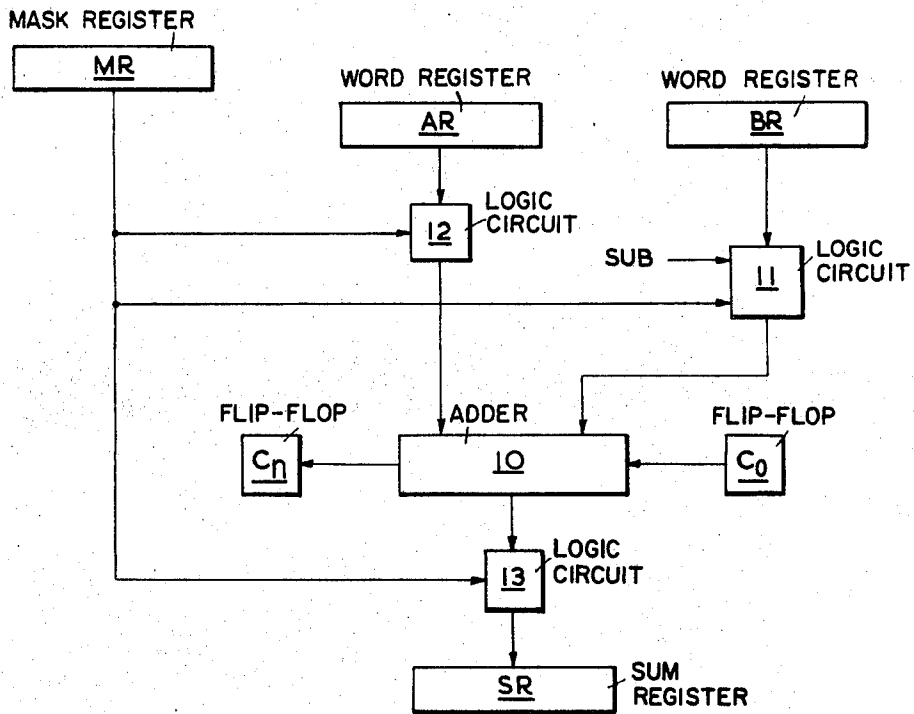 MASK REGISTER
MR
WORD REGISTER
AR
WORD REGISTER
BR
12
LOGIC
CIRCUIT
SUB
11
LOGIC
CIRCUIT
FLIP-FLOP
Cn
ADDER
10
FLIP-FLOP
C0
13
LOGIC
CIRCUIT
SR
SUM
REGISTER